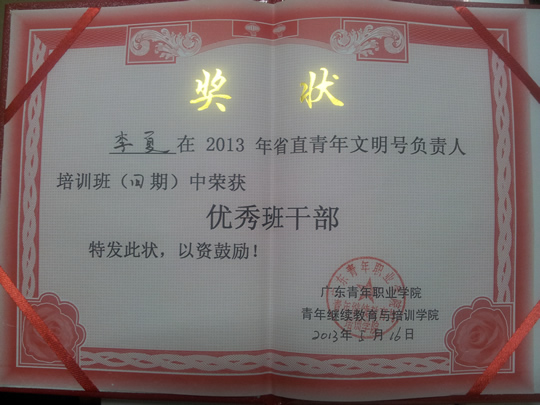 奖状
李夏在 2013 年省直青年文明号负责人
培训班（四期）中荣获
优秀班干部
特发此状，以资鼓励！
广东青年职业学院
青年继续教育与培训学院
2013年5月16日